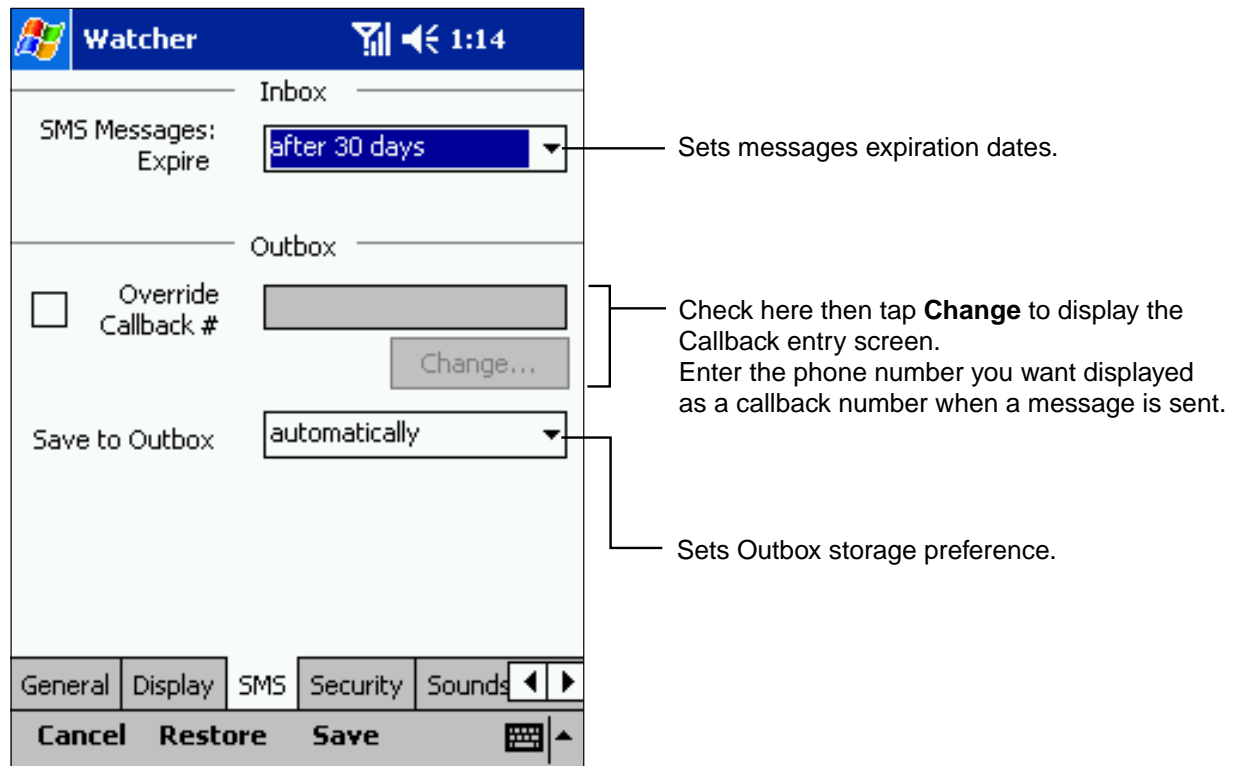 Watcher 1:14
Inbox
SMS Messages:
Expire
after 30 days
Sets messages expiration dates.
Outbox
Override
Callback #
Change...
Check here then tap Change to display the
Callback entry screen.
Enter the phone number you want displayed
as a callback number when a message is sent.
Save to Outbox automatically
Sets Outbox storage preference.
General Display SMS Security Sounds
Cancel Restore Save